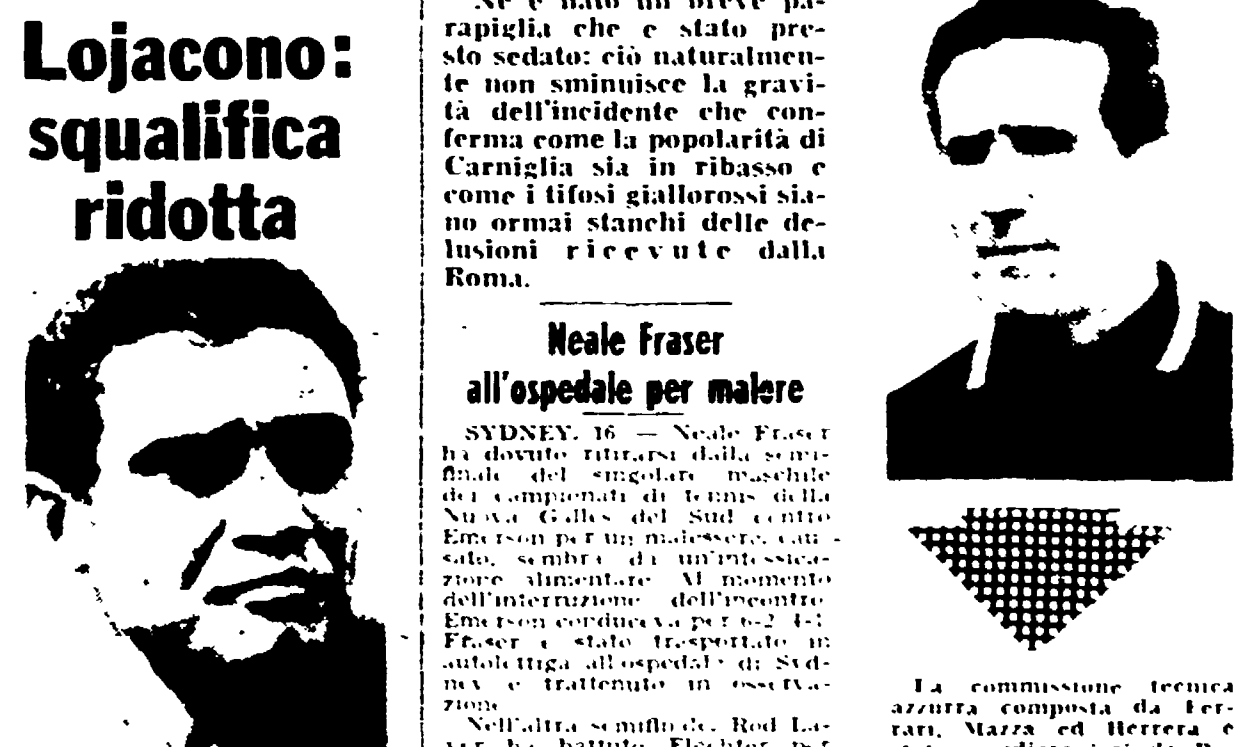 Lojacono:
squalifica
ridotta
Ne è nato un breve pa-
rapiglia che è stato pre-
sto sedato: ciò naturalmen-
te non sminuisce la gravi-
tà dell'incidente che con-
ferma come la popolarità di
Carniglia sia in ribasso e
come i tifosi giallorossi sia-
no ormai stanchi delle de-
lusioni ricevute dalla
Roma.
Neale Fraser
all'ospedale per malore
SYDNEY, 16 — Neale Fraser
ha dovuto ritirarsi dalla semi-
finale del singolare maschile
dei campionati di tennis della
Nuova Galles del Sud contro
Emerson per un malessere, cau-
sato, sembra da un'intossica-
zione alimentare. Al momento
dell'interruzione dell'incontro
Emerson conduceva per 6-2 4-1
Fraser è stato trasportato in
autolettiga all'ospedale di Syd-
ney e trattenuto in osserva-
zione
Nell'altra semifinale, Rod La-
ver ha battuto Flechter per
La commissione tecnica
azzurra composta da Fer-
rari, Mazza ed Herrera è